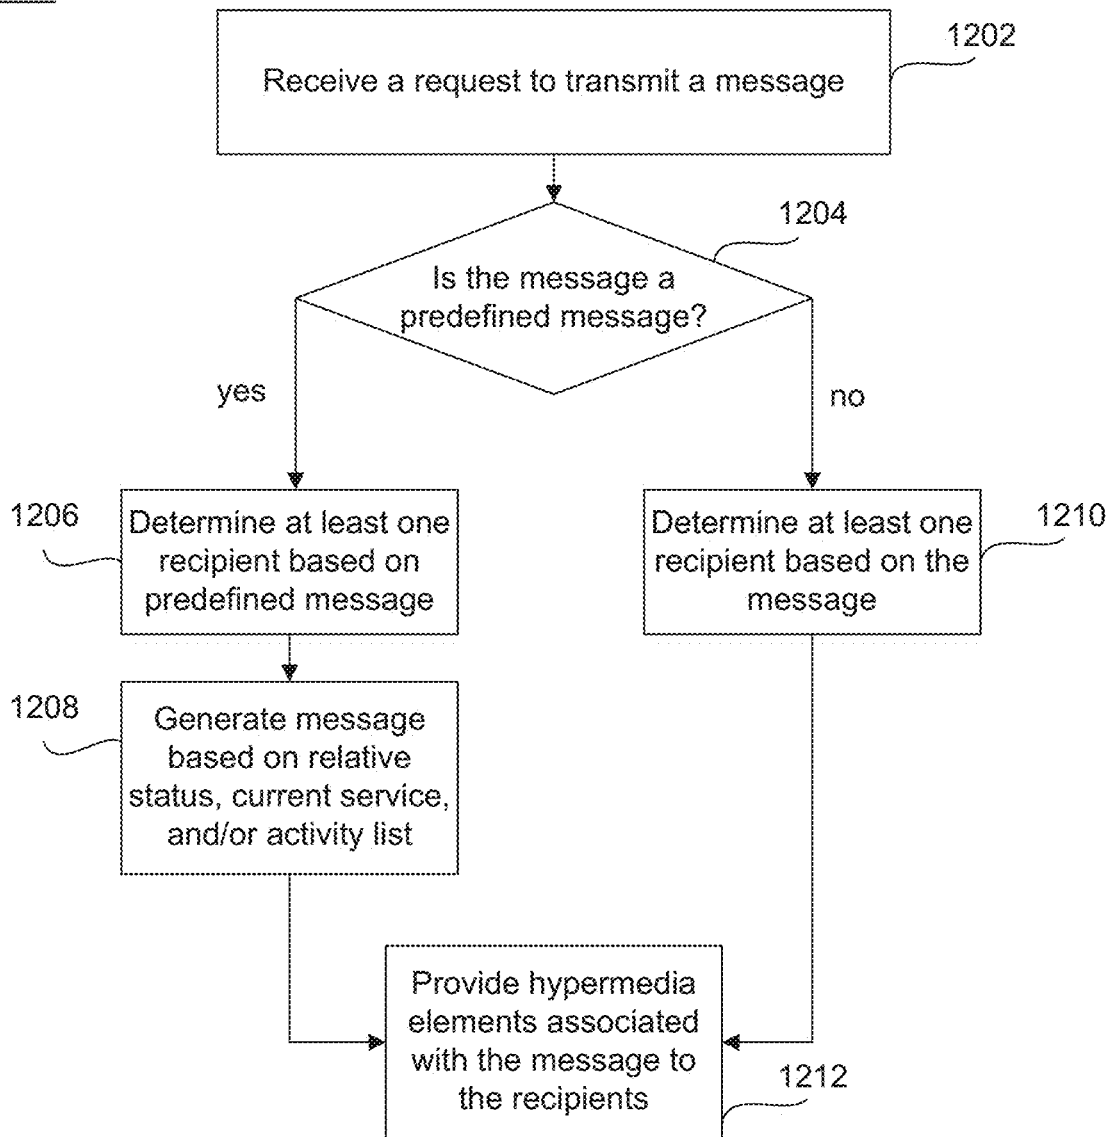 1202
Receive a request to transmit a message
1204
Is the message a
predefined message?
yes
no
1206
Determine at least one
recipient based on
predefined message
1210
Determine at least one
recipient based on the
message
1208
Generate message
based on relative
status, current service,
and/or activity list
Provide hypermedia
elements associated
with the message to
the recipients
1212